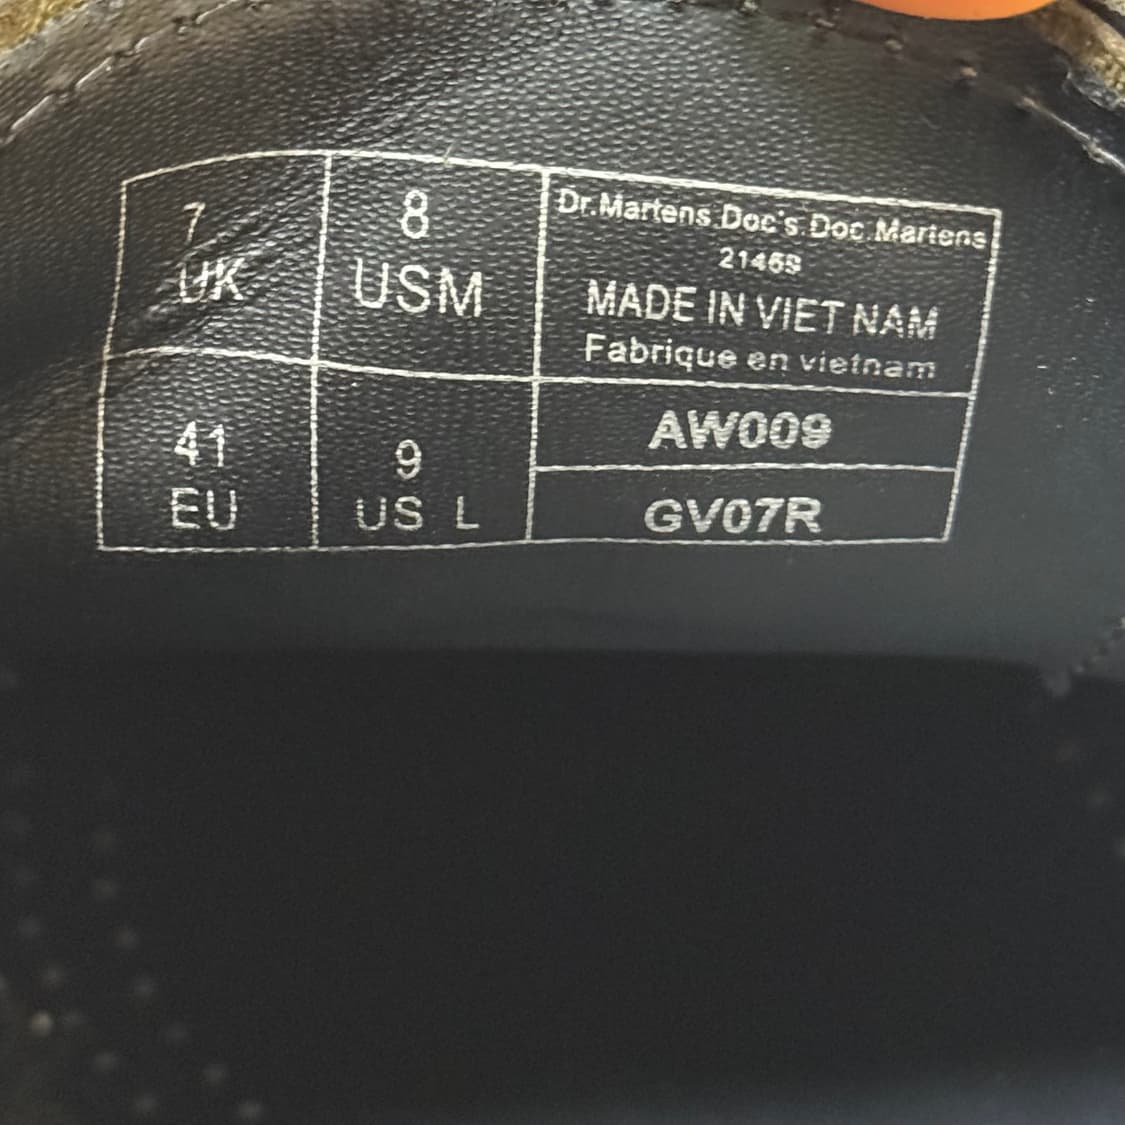 7
UK
8
USM
Dr.Martens.Doc's.Doc.Martens
21469
MADE IN VIET NAM
Fabrique en vietnam
41
EU
9
US L
AW009
GV07R